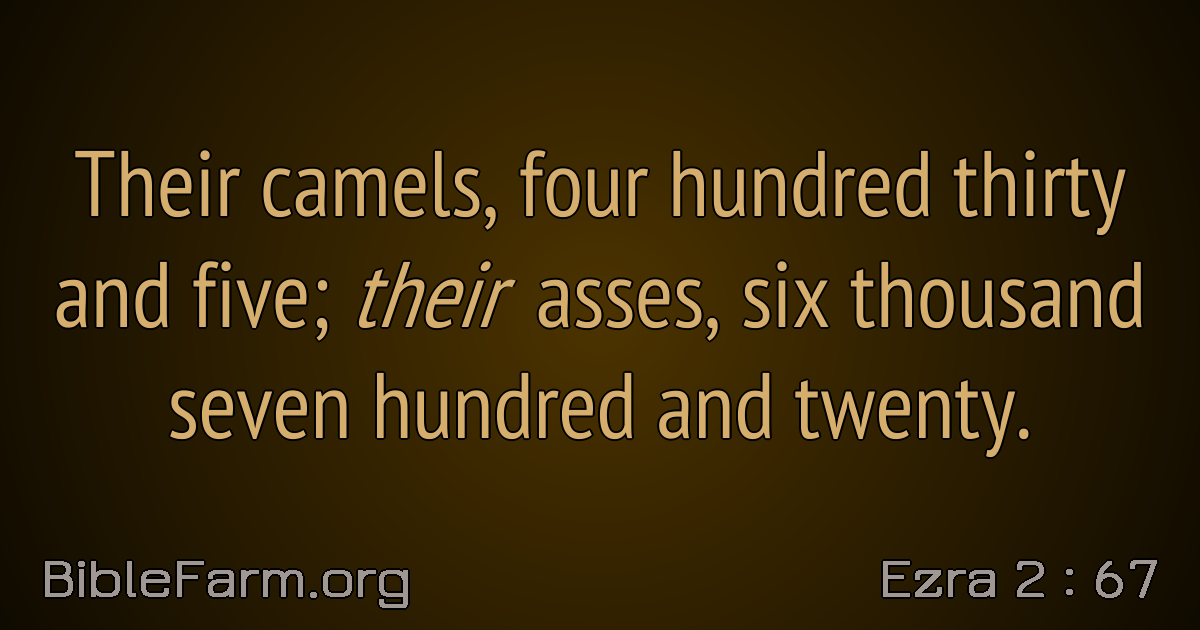 Their camels, four hundred thirty
and five; their asses, six thousand
seven hundred and twenty.
BibleFarm.org
Ezra 2 : 67